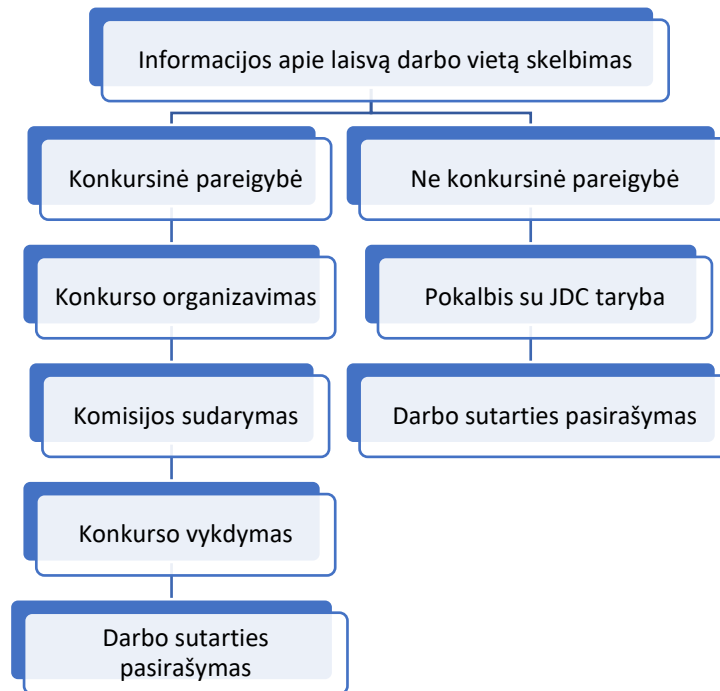 Informacijos apie laisvą darbo vietą skelbimas
Konkursinė pareigybė
Ne konkursinė pareigybė
Konkurso organizavimas
Pokalbis su JDC taryba
Komisijos sudarymas
Darbo sutarties pasirašymas
Konkurso vykdymas
Darbo sutarties
pasirašymas